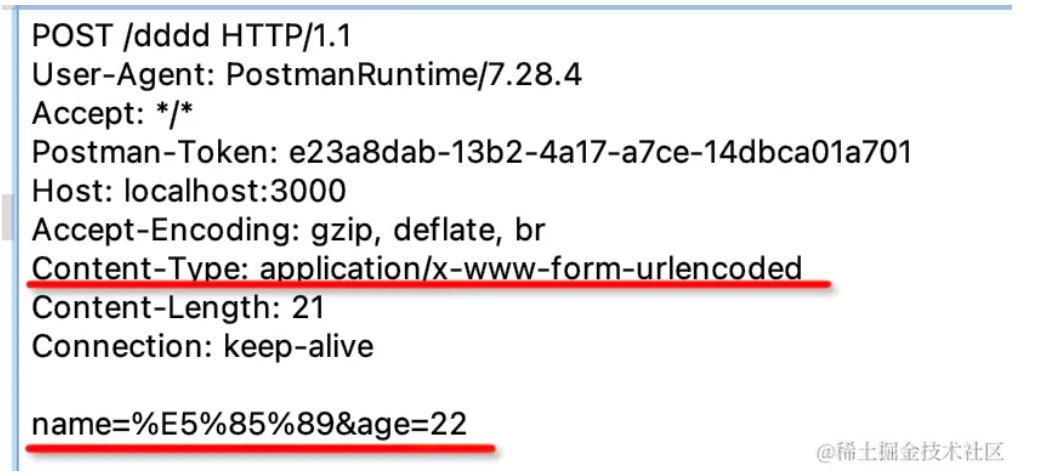 POST /dddd HTTP/1.1
User-Agent: PostmanRuntime/7.28.4
Accept: */*
Postman-Token: e23a8dab-13b2-4a17-a7ce-14dbca01a701
Host: localhost:3000
Accept-Encoding: gzip, deflate, br
Content-Type: application/x-www-form-urlencoded
Content-Length: 21
Connection: keep-alive
name=%E5%85%89&age=22
@稀土掘金技术社区